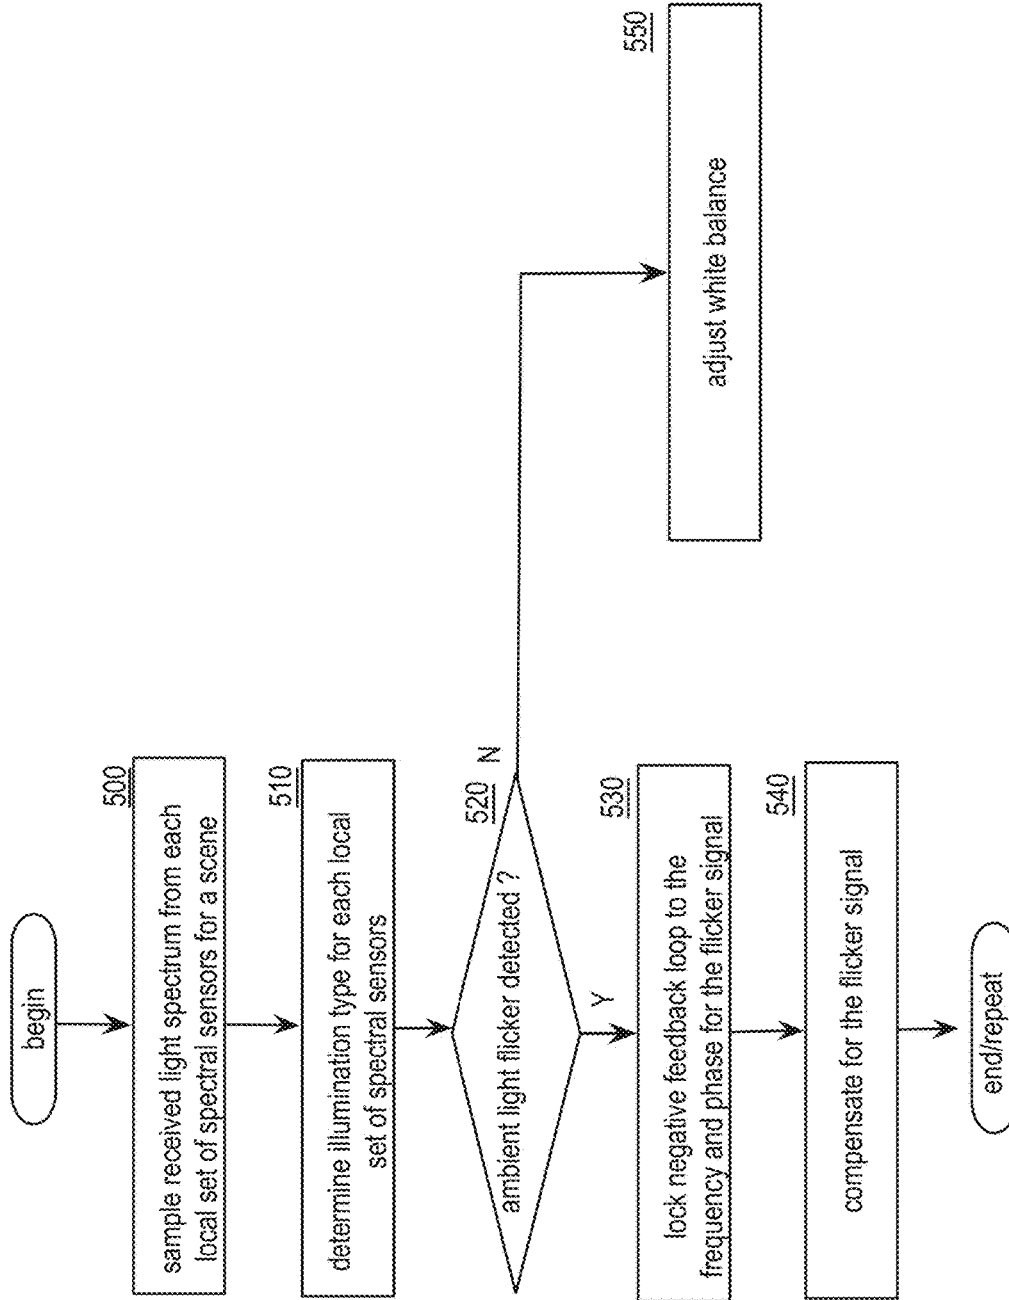 begin
500
sample received light spectrum from each
local set of spectral sensors for a scene
510
determine illumination type for each local
set of spectral sensors
520
ambient light flicker detected ?
N
Y
530
lock negative feedback loop to the
frequency and phase for the flicker signal
540
compensate for the flicker signal
end/repeat
550
adjust white balance